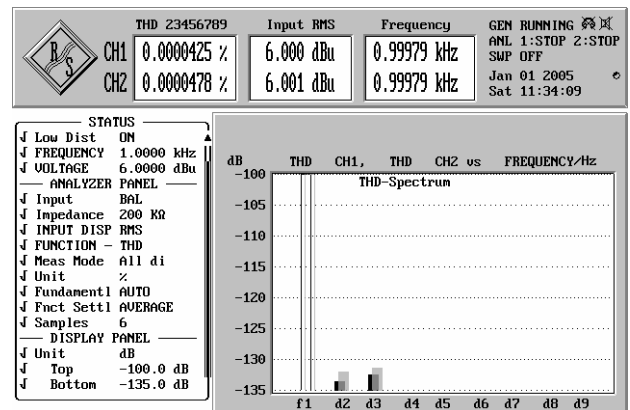 THD 23456789 Input RMS Frequency GEN RUNNING
R&S CH1 0.0000425 % 6.000 dBu 0.99979 kHz ANL 1:STOP 2:STOP
SWP OFF
CH2 0.0000478 % 6.001 dBu 0.99979 kHz Jan 01 2005
Sat 11:34:09
STATUS
Low Dist ON
FREQUENCY 1.0000 kHz
VOLTAGE 6.0000 dBu
ANALYZER PANEL
Input BAL
Impedance 200 KΩ
INPUT DISP RMS
FUNCTION – THD
Meas Mode All di
Unit %
Fundamentl AUTO
Fnct Settl AVERAGE
Samples 6
DISPLAY PANEL
Unit dB
Top -100.0 dB
Bottom -135.0 dB
dB THD CH1, THD CH2 vs FREQUENCY/Hz
THD-Spectrum
-100
-105
-110
-115
-120
-125
-130
-135
f1 d2 d3 d4 d5 d6 d7 d8 d9